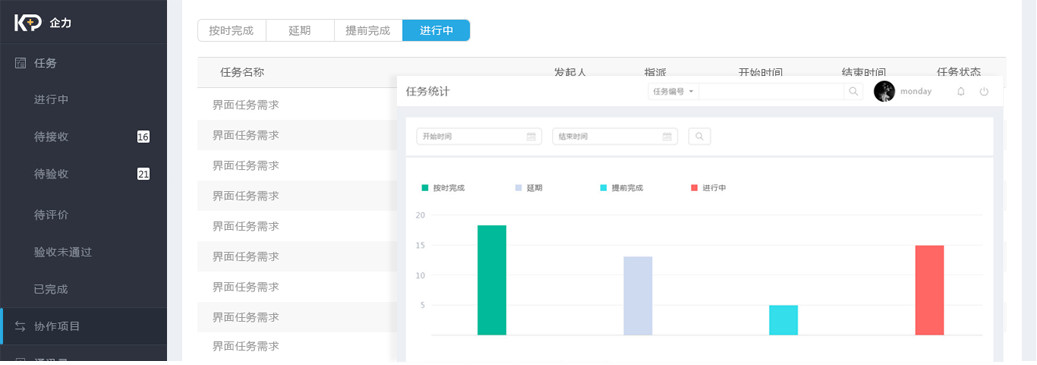 KP 企力
任务
进行中
待接收 16
待验收 21
待评价
验收未通过
已完成
协作项目
按时完成 延期 提前完成 进行中
任务名称 发起人 指派 开始时间 结束时间 任务状态
界面任务需求
界面任务需求
界面任务需求
界面任务需求
界面任务需求
界面任务需求
界面任务需求
界面任务需求
界面任务需求
任务统计 任务编号 monday
开始时间 结束时间
按时完成 延期 提前完成 进行中
20
15
10
5